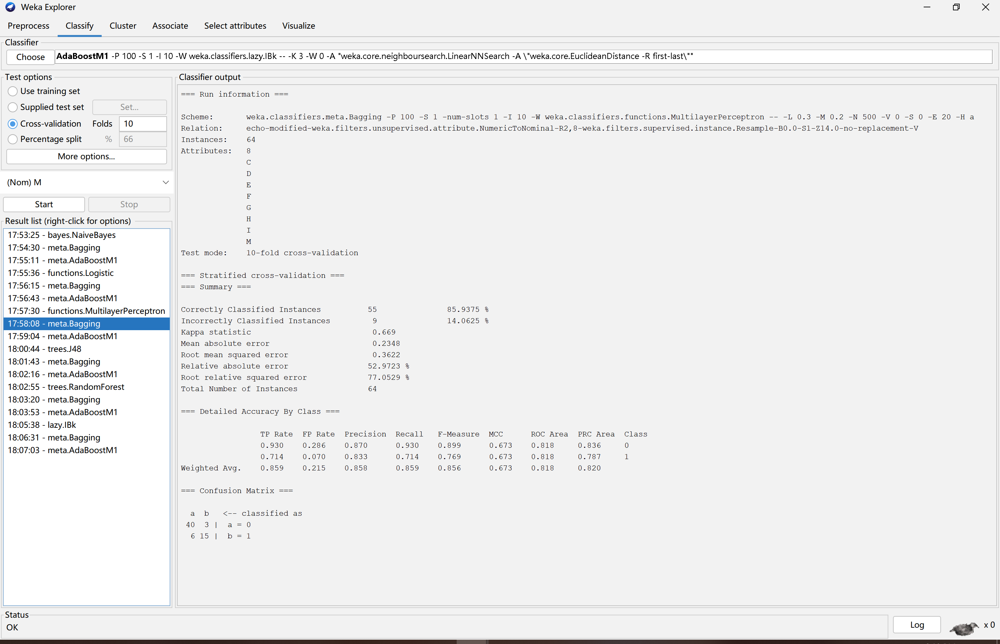 Weka Explorer
Preprocess Classify Cluster Associate Select attributes Visualize
Classifier
Choose AdaBoostM1 -P 100 -S 1 -I 10 -W weka.classifiers.lazy.IBk -- -K 3 -W 0 -A "weka.core.neighboursearch.LinearNNSearch -A \"weka.core.EuclideanDistance -R first-last\""
Test options
Use training set
Supplied test set Set...
Cross-validation Folds 10
Percentage split % 66
More options...
(Nom) M
Start Stop
Result list (right-click for options)
17:53:25 - bayes.NaiveBayes
17:54:30 - meta.Bagging
17:55:11 - meta.AdaBoostM1
17:55:36 - functions.Logistic
17:56:15 - meta.Bagging
17:56:43 - meta.AdaBoostM1
17:57:30 - functions.MultilayerPerceptron
17:58:08 - meta.Bagging
17:59:04 - meta.AdaBoostM1
18:00:44 - trees.J48
18:01:43 - meta.Bagging
18:02:16 - meta.AdaBoostM1
18:02:55 - trees.RandomForest
18:03:20 - meta.Bagging
18:03:53 - meta.AdaBoostM1
18:05:38 - lazy.IBk
18:06:31 - meta.Bagging
18:07:03 - meta.AdaBoostM1
Classifier output
=== Run information ===
Scheme: weka.classifiers.meta.Bagging -P 100 -S 1 -num-slots 1 -I 10 -W weka.classifiers.functions.MultilayerPerceptron -- -L 0.3 -M 0.2 -N 500 -V 0 -S 0 -E 20 -H a
Relation: echo-modified-weka.filters.unsupervised.attribute.NumericToNominal-R2,8-weka.filters.supervised.instance.Resample-B0.0-S1-Z14.0-no-replacement-V
Instances: 64
Attributes: 8
C
D
E
F
G
H
I
M
Test mode: 10-fold cross-validation
=== Stratified cross-validation ===
=== Summary ===
Correctly Classified Instances 55 85.9375 %
Incorrectly Classified Instances 9 14.0625 %
Kappa statistic 0.669
Mean absolute error 0.2348
Root mean squared error 0.3622
Relative absolute error 52.9723 %
Root relative squared error 77.0529 %
Total Number of Instances 64
=== Detailed Accuracy By Class ===
TP Rate FP Rate Precision Recall F-Measure MCC ROC Area PRC Area Class
0.930 0.286 0.870 0.930 0.899 0.673 0.818 0.836 0
0.714 0.070 0.833 0.714 0.769 0.673 0.818 0.787 1
Weighted Avg. 0.859 0.215 0.858 0.859 0.856 0.673 0.818 0.820
=== Confusion Matrix ===
a b <-- classified as
40 3 | a = 0
6 15 | b = 1
Status
OK
Log x 0